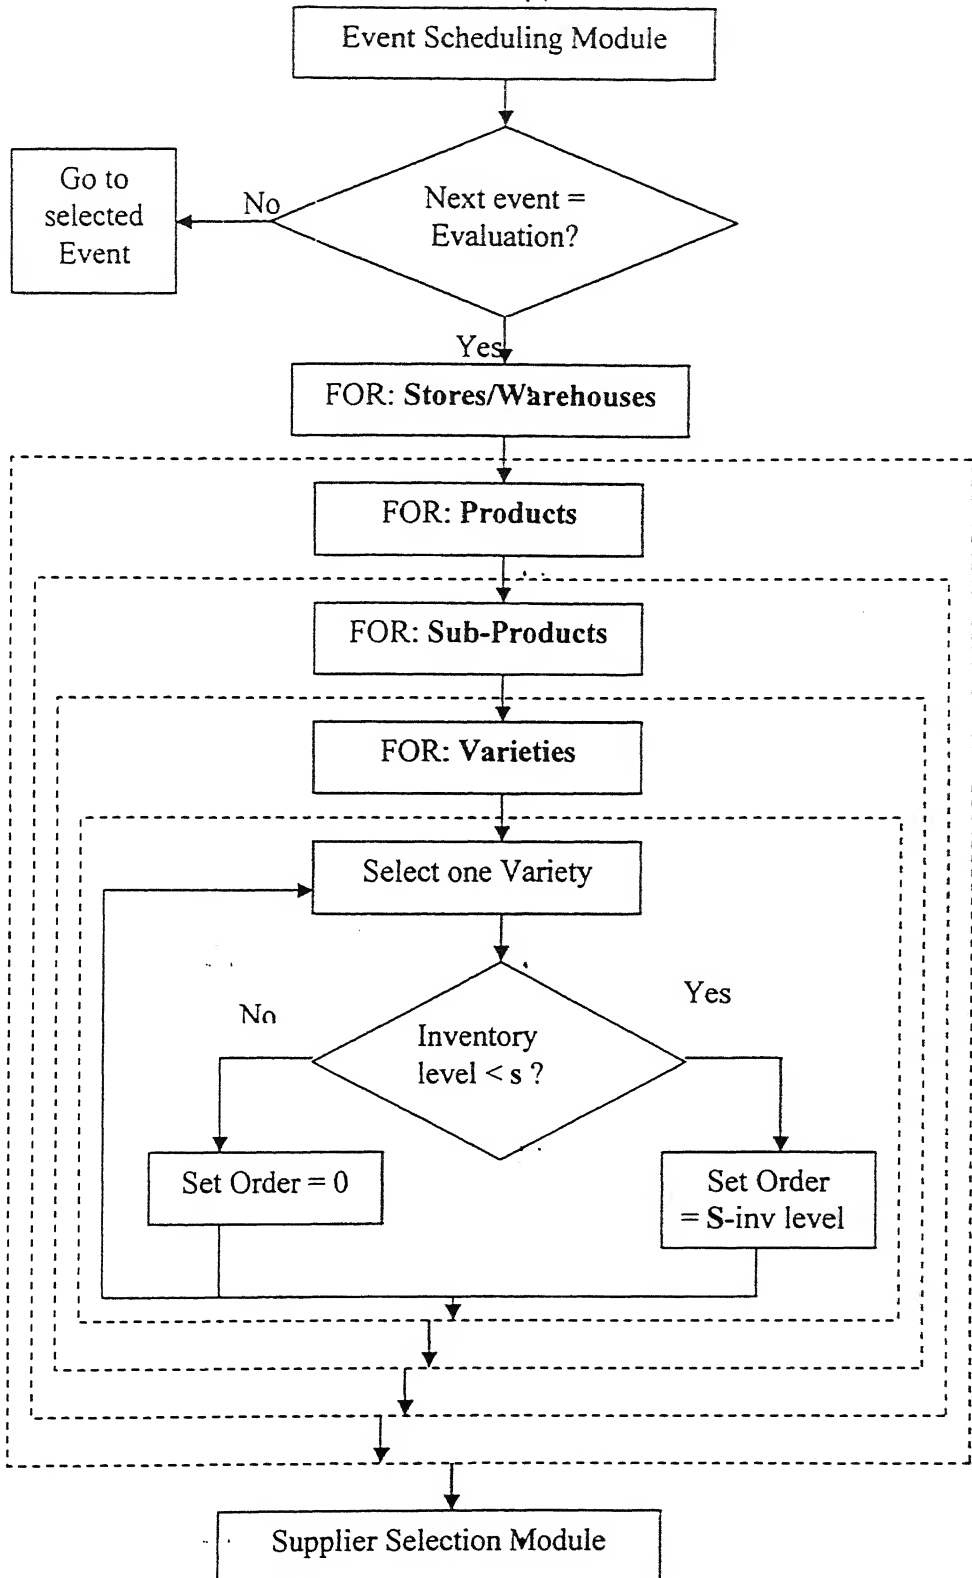 Event Scheduling Module
Next event =
Evaluation?
No
Go to
selected
Event
Yes
FOR: Stores/Warehouses
FOR: Products
FOR: Sub-Products
FOR: Varieties
Select one Variety
Inventory
level < s ?
No
Yes
Set Order = 0
Set Order
= S-inv level
Supplier Selection Module